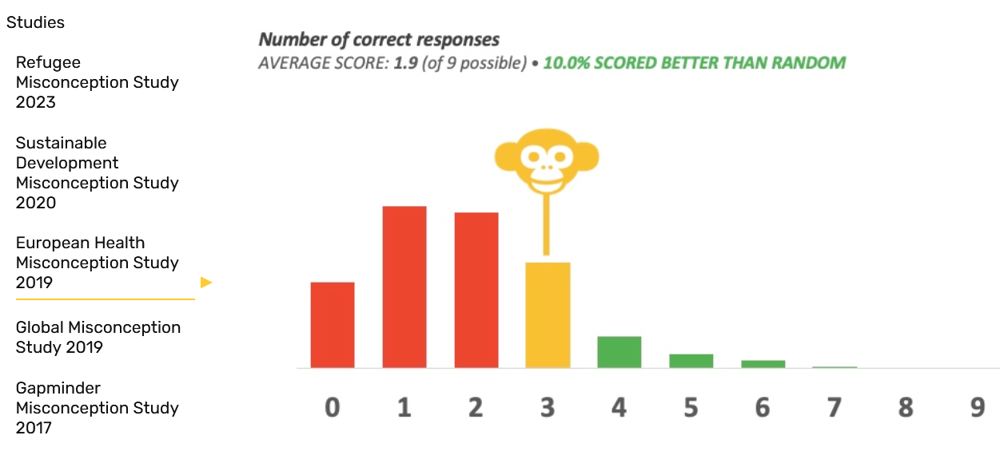 Studies
Refugee
Misconception Study
2023
Sustainable
Development
Misconception Study
2020
European Health
Misconception Study
2019
Global Misconception
Study 2019
Gapminder
Misconception Study
2017
Number of correct responses
AVERAGE SCORE: 1.9 (of 9 possible) • 10.0% SCORED BETTER THAN RANDOM
0 1 2 3 4 5 6 7 8 9